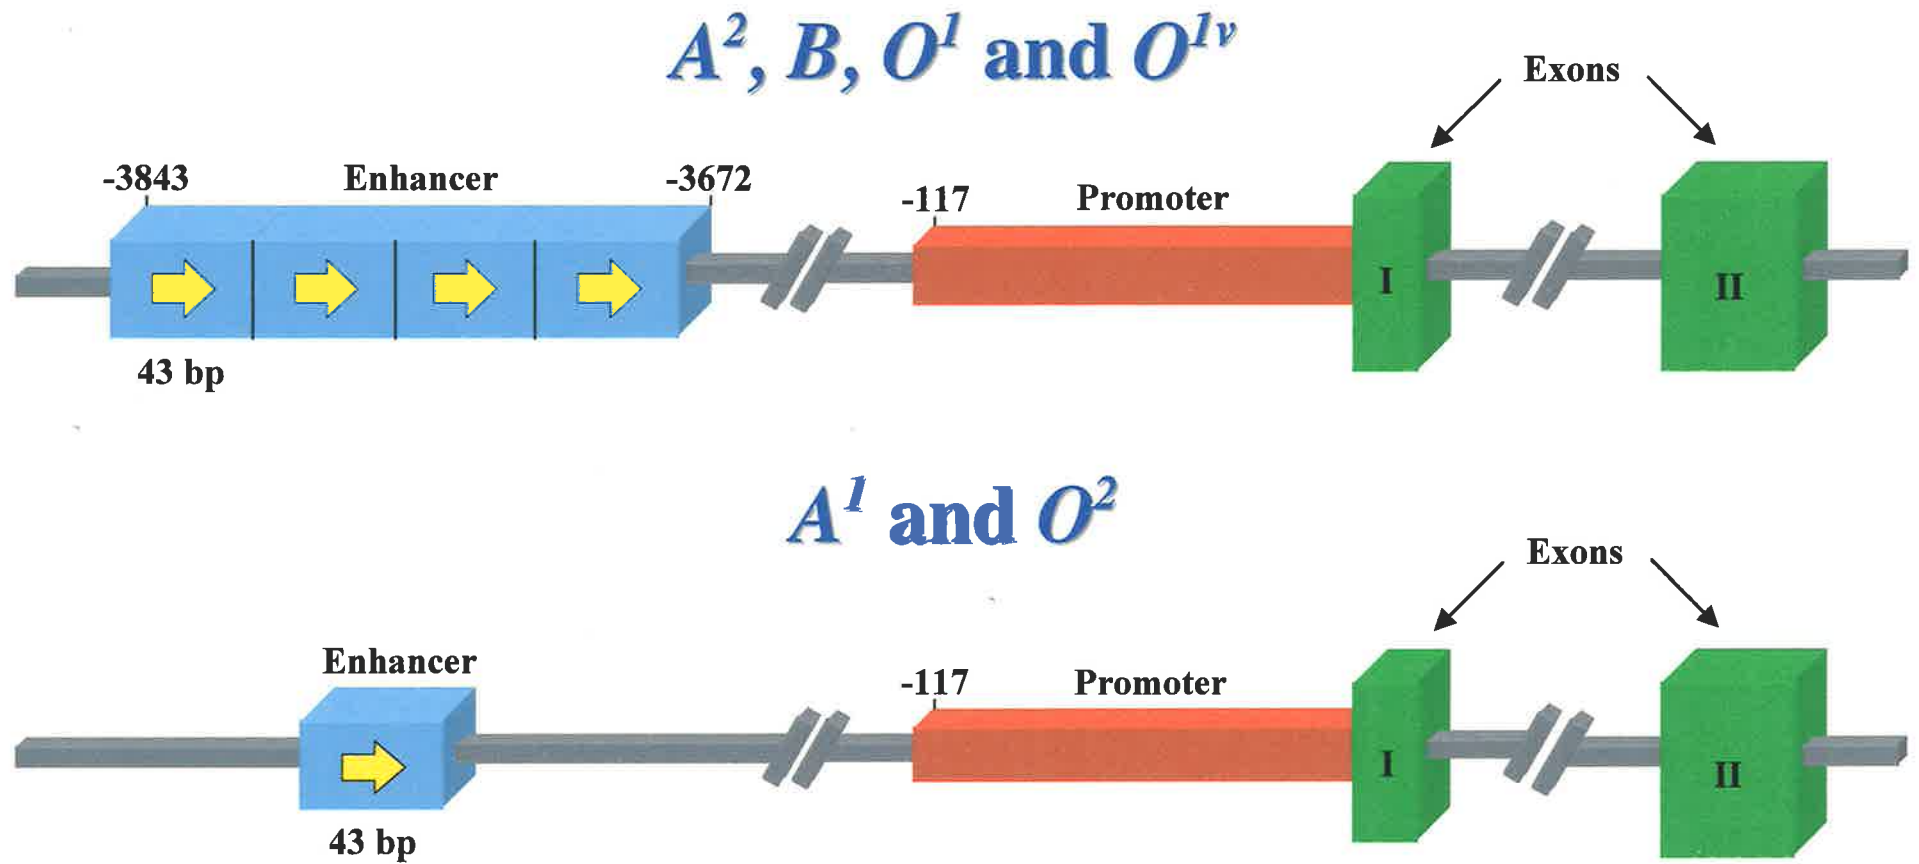 A², B, O¹ and O¹ᵛ
Exons
-3843 Enhancer -3672
-117 Promoter
I
II
43 bp
A¹ and O²
Exons
Enhancer
-117 Promoter
I
II
43 bp